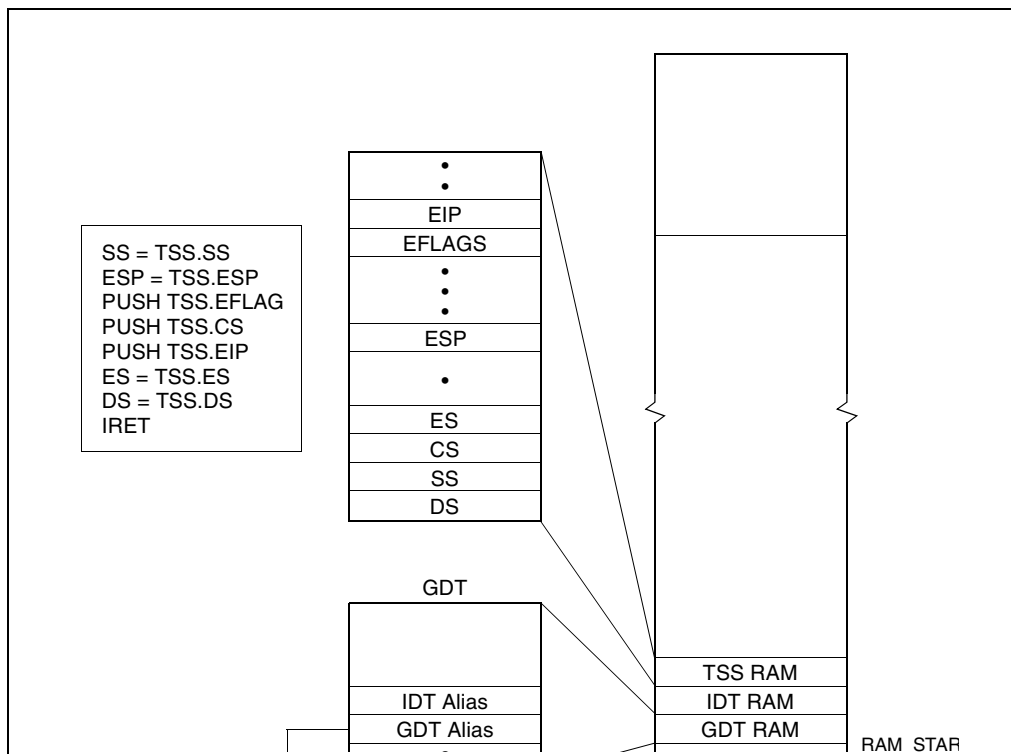 SS = TSS.SS
ESP = TSS.ESP
PUSH TSS.EFLAG
PUSH TSS.CS
PUSH TSS.EIP
ES = TSS.ES
DS = TSS.DS
IRET
EIP
EFLAGS
ESP
ES
CS
SS
DS
GDT
IDT Alias
GDT Alias
TSS RAM
IDT RAM
GDT RAM
RAM_STAR